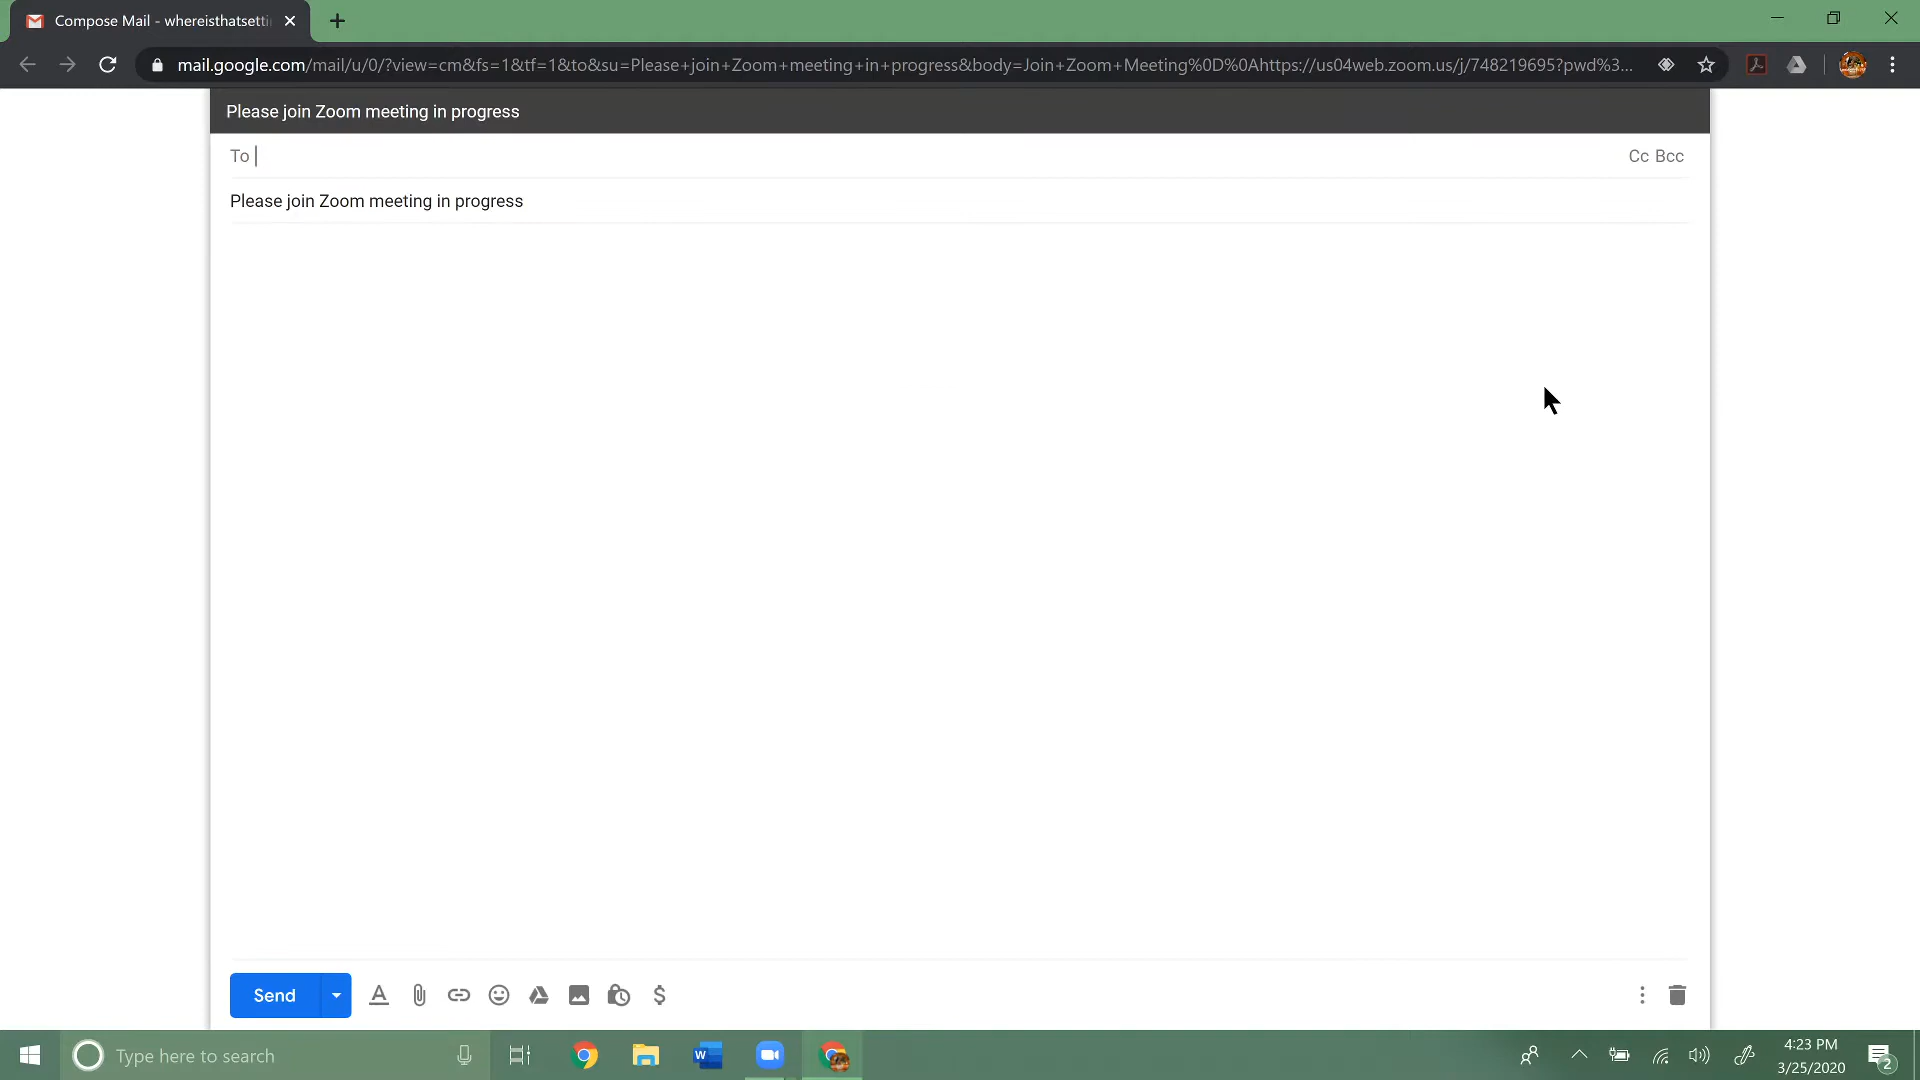 Compose Mail - whereisthatsetti
mail.google.com/mail/u/0/?view=cm&fs=1&tf=1&to&su=Please+join+Zoom+meeting+in+progress&body=Join+Zoom+Meeting%0D%0Ahttps://us04web.zoom.us/j/748219695?pwd%3...
Please join Zoom meeting in progress
To
Cc Bcc
Please join Zoom meeting in progress
Send
Type here to search
4:23 PM
3/25/2020
2